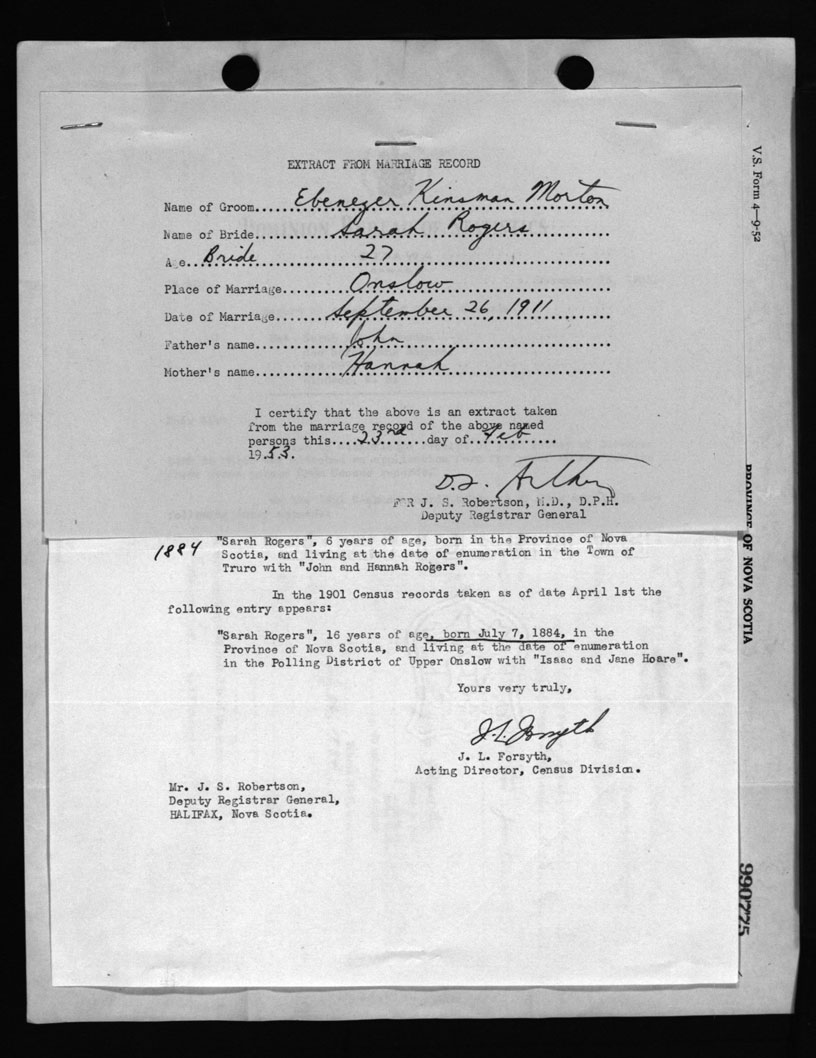 EXTRACT FROM MARRIAGE RECORD
Name of Groom.....Ebenezer Kinsman Morton
Name of Bride..........Sarah Rogers
Age..Bride..........27
Place of Marriage........Onslow
Date of Marriage......September 26, 1911
Father's name...........John
Mother's name...........Hannah
I certify that the above is an extract taken
from the marriage record of the above named
persons this....23rd......day of..Feb.........
1953.
FOR J. S. Robertson, M.D., D.P.H.
Deputy Registrar General
V.S. Form 4—9-52
PROVINCE OF NOVA SCOTIA
1884
"Sarah Rogers", 6 years of age, born in the Province of Nova
Scotia, and living at the date of enumeration in the Town of
Truro with "John and Hannah Rogers".
In the 1901 Census records taken as of date April 1st the
following entry appears:
"Sarah Rogers", 16 years of age, born July 7, 1884, in the
Province of Nova Scotia, and living at the date of enumeration
in the Polling District of Upper Onslow with "Isaac and Jane Hoare".
Yours very truly,
J. L. Forsyth
J. L. Forsyth,
Acting Director, Census Division.
Mr. J. S. Robertson,
Deputy Registrar General,
HALIFAX, Nova Scotia.
990775